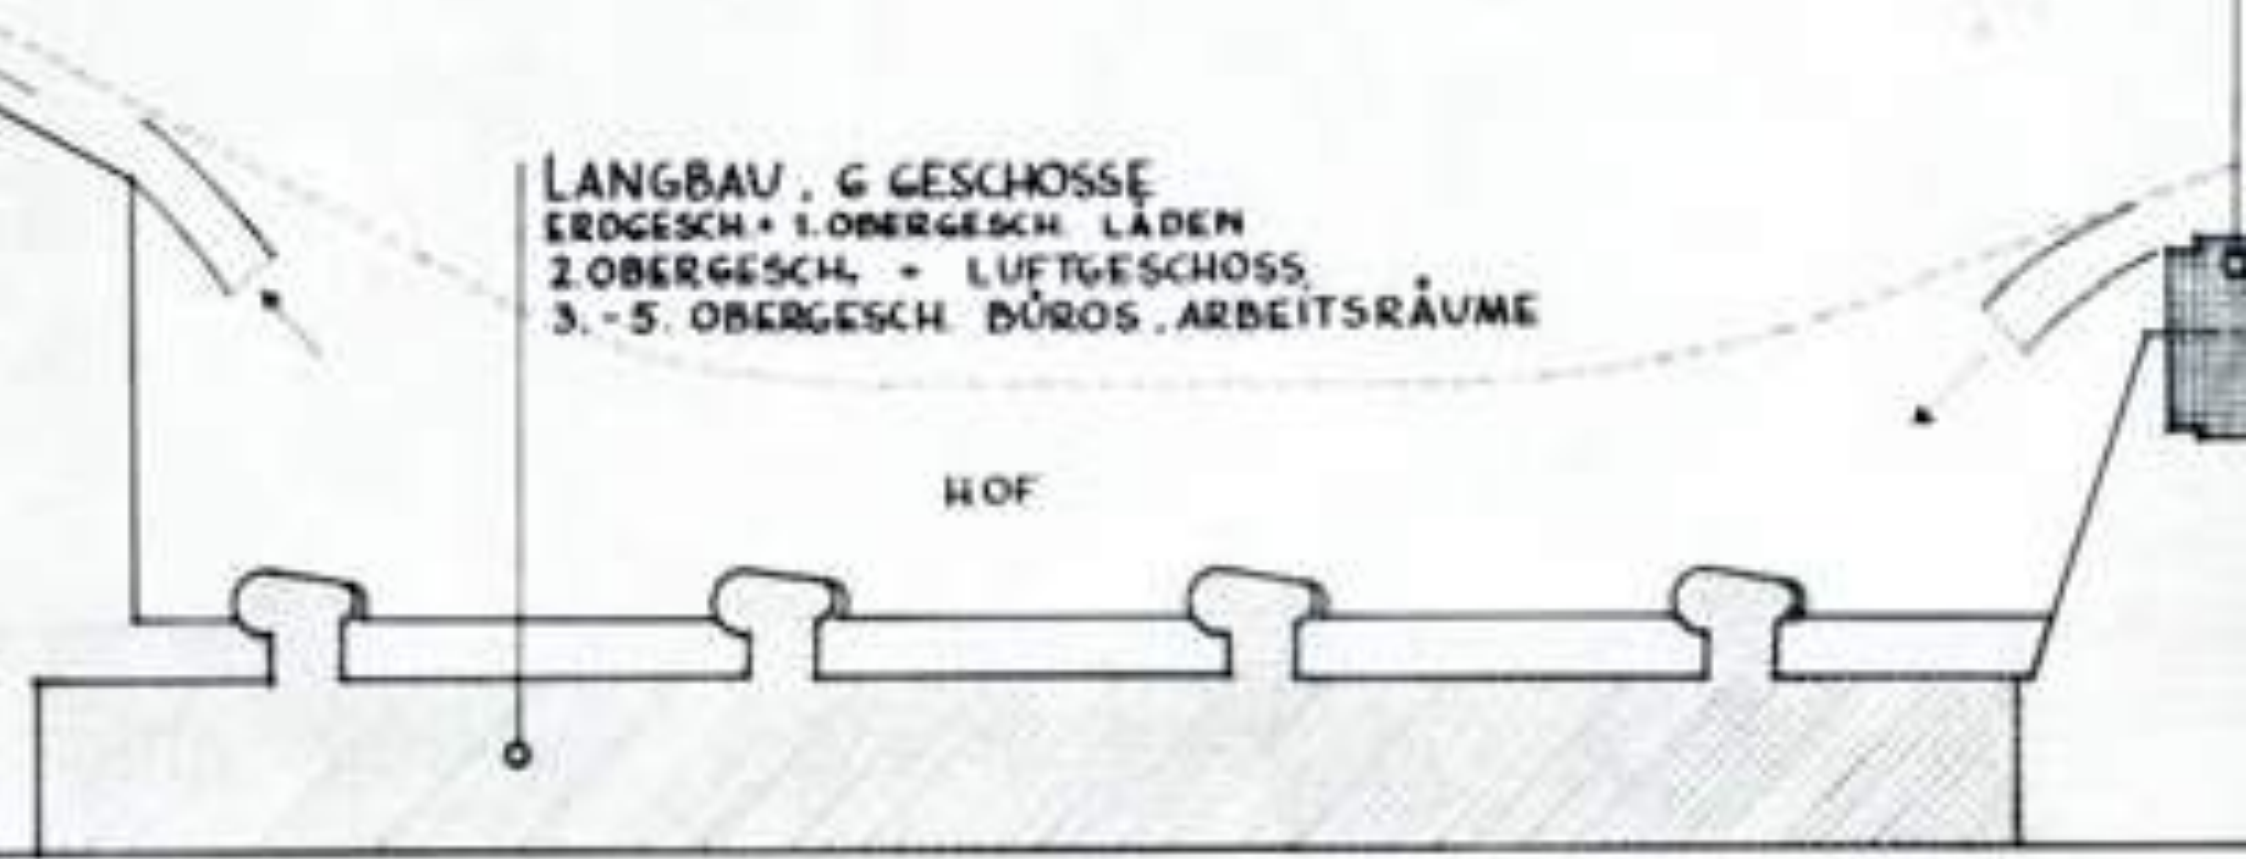 LANGBAU. 6 GESCHOSSE
ERDGESCH. + 1. OBERGESCH. LÄDEN
2. OBERGESCH. - LUFTGESCHOSS
3.-5. OBERGESCH. BÜROS. ARBEITSRÄUME
HOF